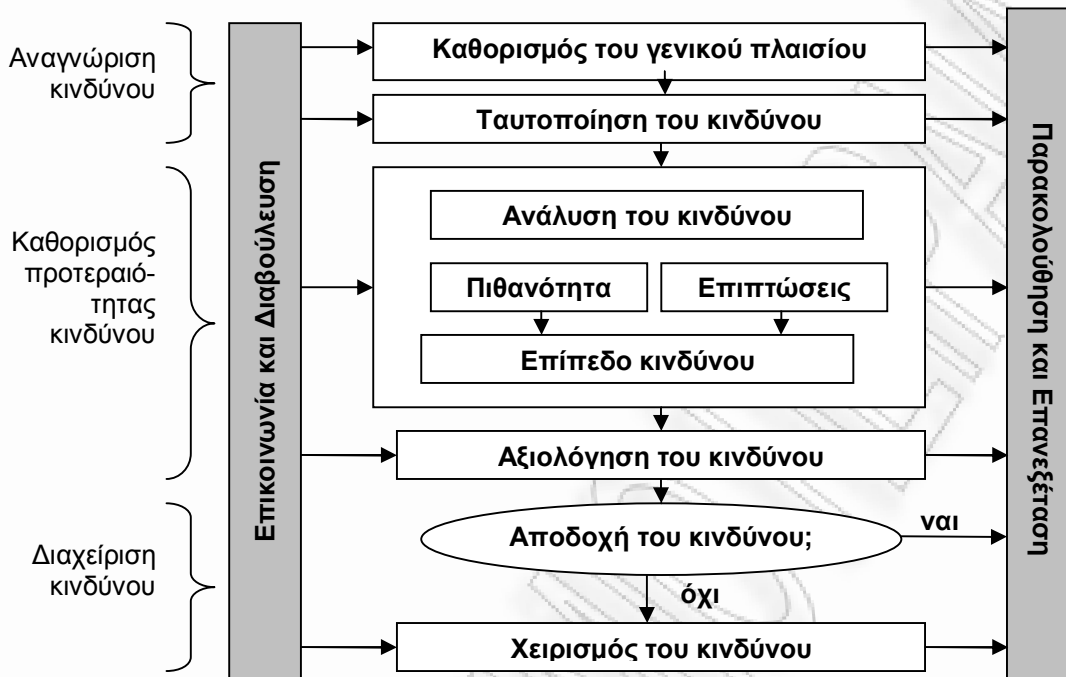 Αναγνώριση
κινδύνου
Καθορισμός
προτεραιό-
τητας
κινδύνου
Διαχείριση
κινδύνου
Επικοινωνία και Διαβούλευση
Καθορισμός του γενικού πλαισίου
Ταυτοποίηση του κινδύνου
Ανάλυση του κινδύνου
Πιθανότητα
Επιπτώσεις
Επίπεδο κινδύνου
Αξιολόγηση του κινδύνου
Αποδοχή του κινδύνου;
ναι
όχι
Χειρισμός του κινδύνου
Παρακολούθηση και Επανεξέταση